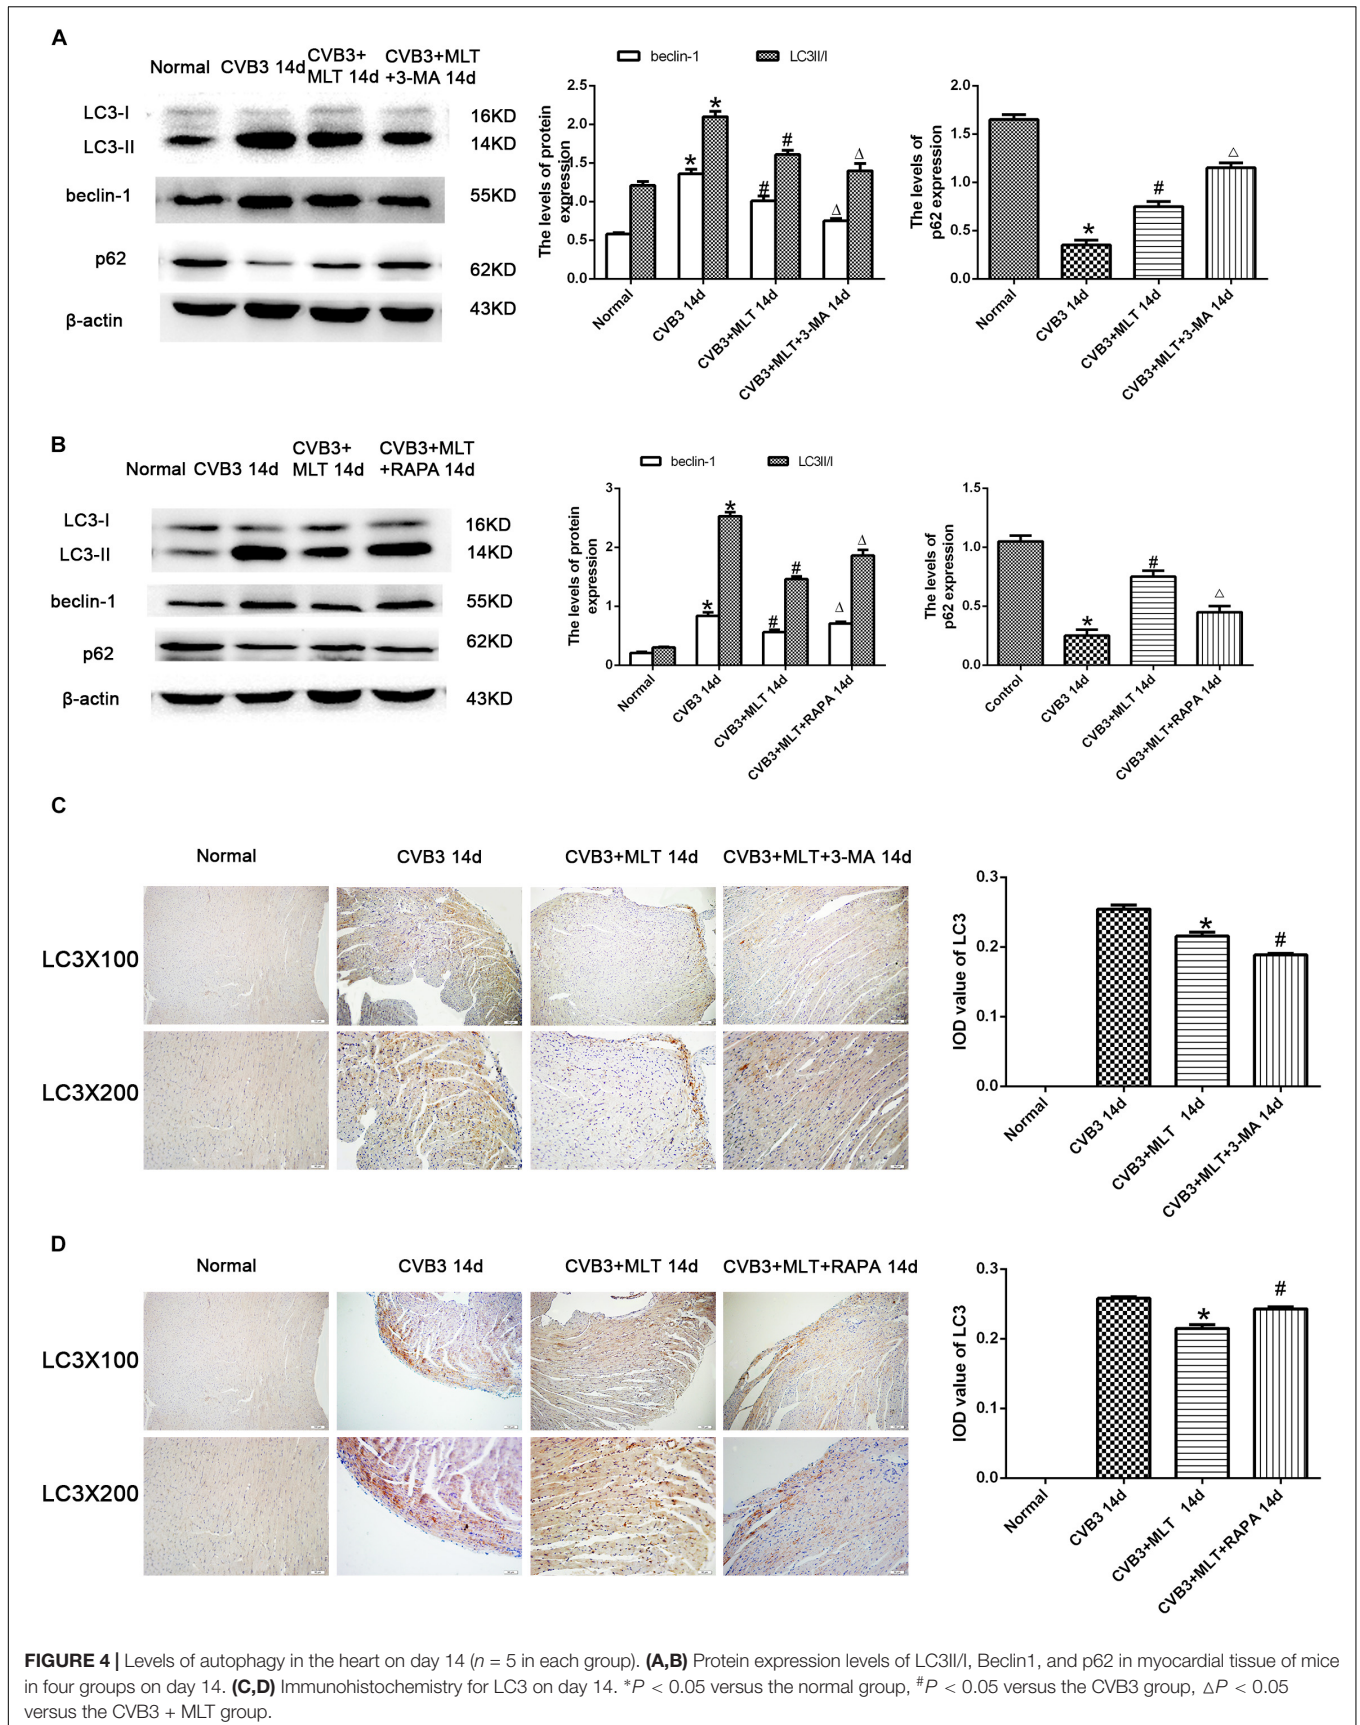 A
Normal CVB3 14d CVB3+ MLT 14d CVB3+MLT +3-MA 14d
LC3-I 16KD
LC3-II 14KD
beclin-1 55KD
p62 62KD
β-actin 43KD
beclin-1 LC3II/I
The levels of protein
expression
2.5
2.0
1.5
1.0
0.5
0.0
* * # # Δ Δ
Normal
CVB3 14d
CVB3+MLT 14d
CVB3+MLT+3-MA 14d
The levels of
p62 expression
2.0
1.5
1.0
0.5
0.0
* # △
Normal
CVB3 14d
CVB3+MLT 14d
CVB3+MLT+3-MA 14d
B
Normal CVB3 14d CVB3+ MLT 14d CVB3+MLT +RAPA 14d
LC3-I 16KD
LC3-II 14KD
beclin-1 55KD
p62 62KD
β-actin 43KD
beclin-1 LC3II/I
The levels of protein
expression
3
2
1
0
* * # # Δ Δ
Normal
CVB3 14d
CVB3+MLT 14d
CVB3+MLT+RAPA 14d
The levels of
p62 expression
1.5
1.0
0.5
0.0
* # △
Control
CVB3 14d
CVB3+MLT 14d
CVB3+MLT+RAPA 14d
C
Normal CVB3 14d CVB3+MLT 14d CVB3+MLT+3-MA 14d
LC3X100
LC3X200
IOD value of LC3
0.3
0.2
0.1
0.0
* #
Normal
CVB3 14d
CVB3+MLT 14d
CVB3+MLT+3-MA 14d
D
Normal CVB3 14d CVB3+MLT 14d CVB3+MLT+RAPA 14d
LC3X100
LC3X200
IOD value of LC3
0.3
0.2
0.1
0.0
* #
Normal
CVB3 14d
CVB3+MLT 14d
CVB3+MLT+RAPA 14d
FIGURE 4 | Levels of autophagy in the heart on day 14 (n = 5 in each group). (A,B) Protein expression levels of LC3II/I, Beclin1, and p62 in myocardial tissue of mice
in four groups on day 14. (C,D) Immunohistochemistry for LC3 on day 14. *P < 0.05 versus the normal group, #P < 0.05 versus the CVB3 group, △P < 0.05
versus the CVB3 + MLT group.